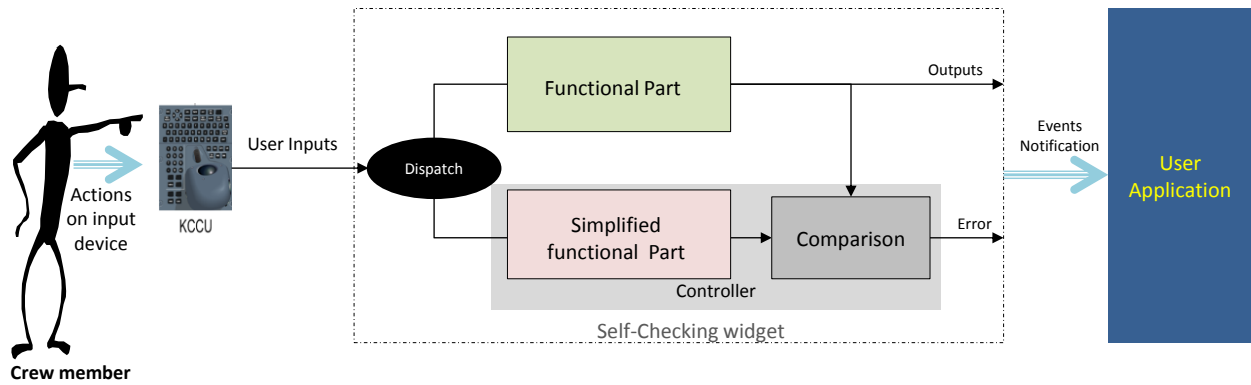 Actions
on input
device
Crew member
KCCU
User Inputs
Dispatch
Functional Part
Simplified
functional Part
Comparison
Controller
Self-Checking widget
Outputs
Error
Events
Notification
User
Application